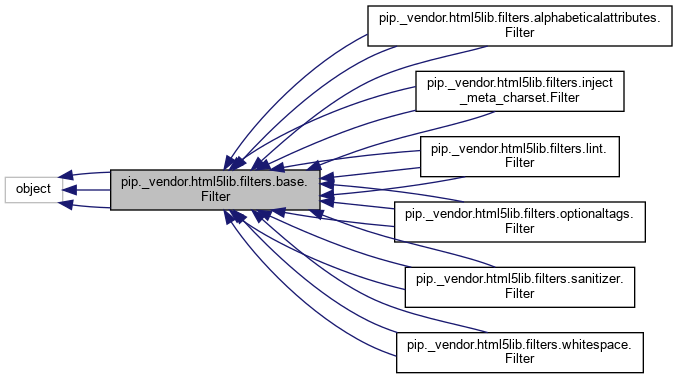 object
pip._vendor.html5lib.filters.base.
Filter
pip._vendor.html5lib.filters.alphabeticalattributes.
Filter
pip._vendor.html5lib.filters.inject
_meta_charset.Filter
pip._vendor.html5lib.filters.lint.
Filter
pip._vendor.html5lib.filters.optionaltags.
Filter
pip._vendor.html5lib.filters.sanitizer.
Filter
pip._vendor.html5lib.filters.whitespace.
Filter